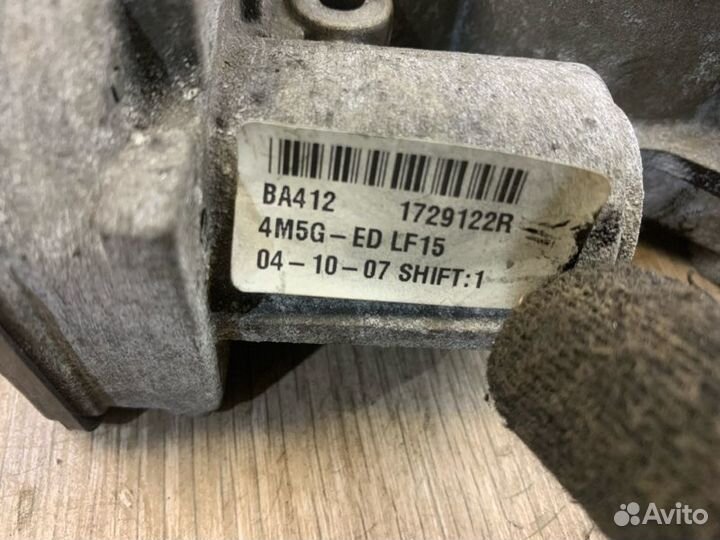 BA412 1729122R
4M5G-ED LF15
04-10-07 SHIFT:1
Avito